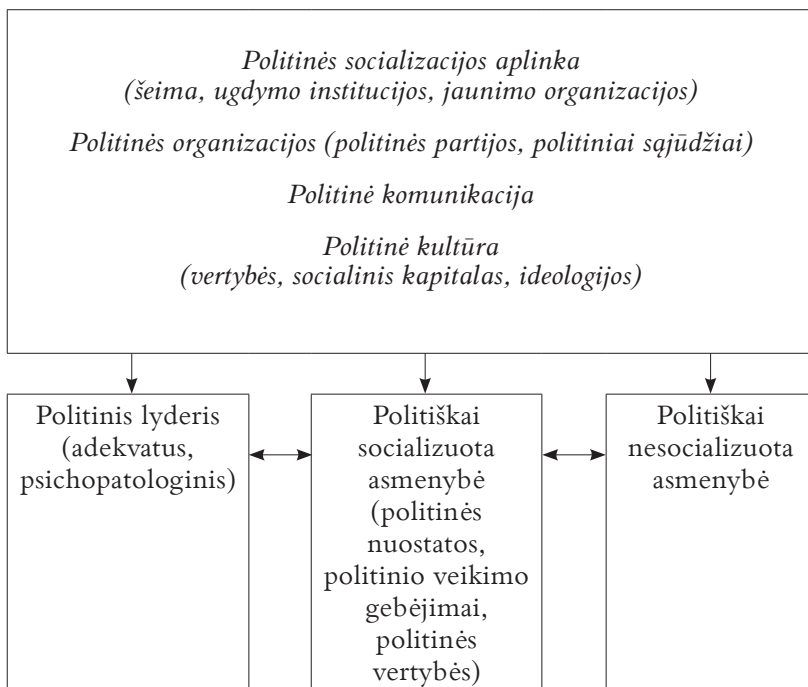 Politinės socializacijos aplinka
(šeima, ugdymo institucijos, jaunimo organizacijos)
Politinės organizacijos (politinės partijos, politiniai sąjūdžiai)
Politinė komunikacija
Politinė kultūra
(vertybės, socialinis kapitalas, ideologijos)
Politinis lyderis
(adekvatus,
psichopatologinis)
Politiškai
socializuota
asmenybė
(politinės
nuostatos,
politinio veikimo
gebėjimai,
politinės
vertybės)
Politiškai
nesocializuota
asmenybė